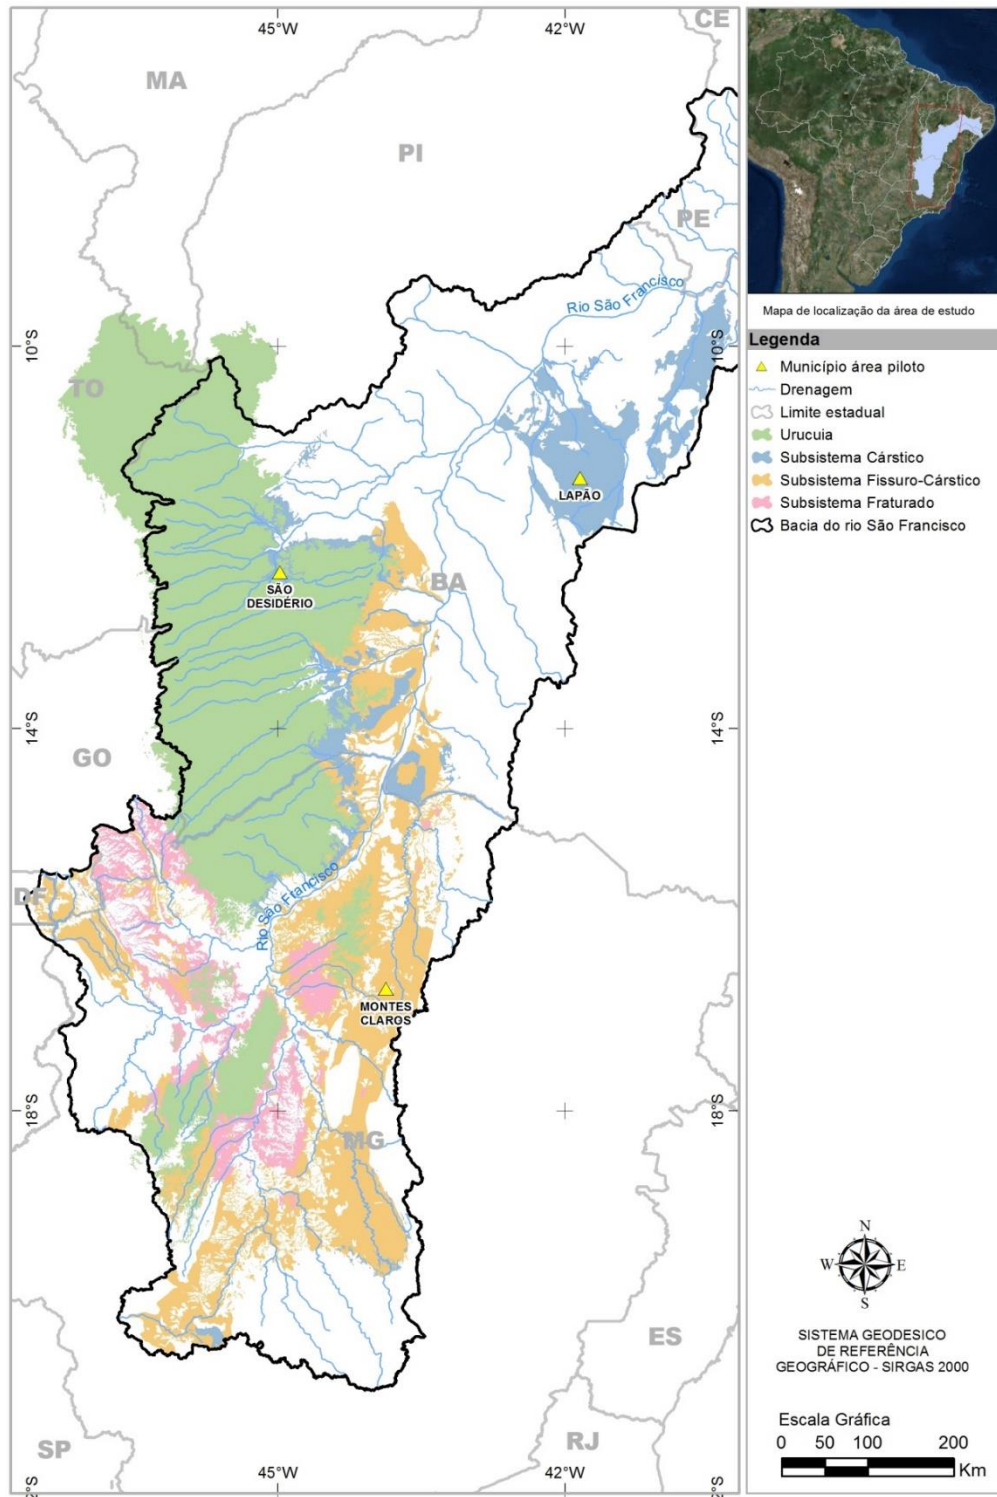 45°W
42°W
CE
MA
PI
PE
Rio São Francisco
10°S
10°S
TO
LAPÃO
SÃO
DESIDÉRIO
BA
14°S
14°S
GO
DF
Rio São Francisco
MONTES
CLAROS
18°S
18°S
MG
ES
SP
RJ
45°W
42°W
Mapa de localização da área de estudo
Legenda
Município área piloto
Drenagem
Limite estadual
Urucuia
Subsistema Cárstico
Subsistema Fissuro-Cárstico
Subsistema Fraturado
Bacia do rio São Francisco
N
W
E
S
SISTEMA GEODESICO
DE REFERÊNCIA
GEOGRÁFICO - SIRGAS 2000
Escala Gráfica
0 50 100 200
Km